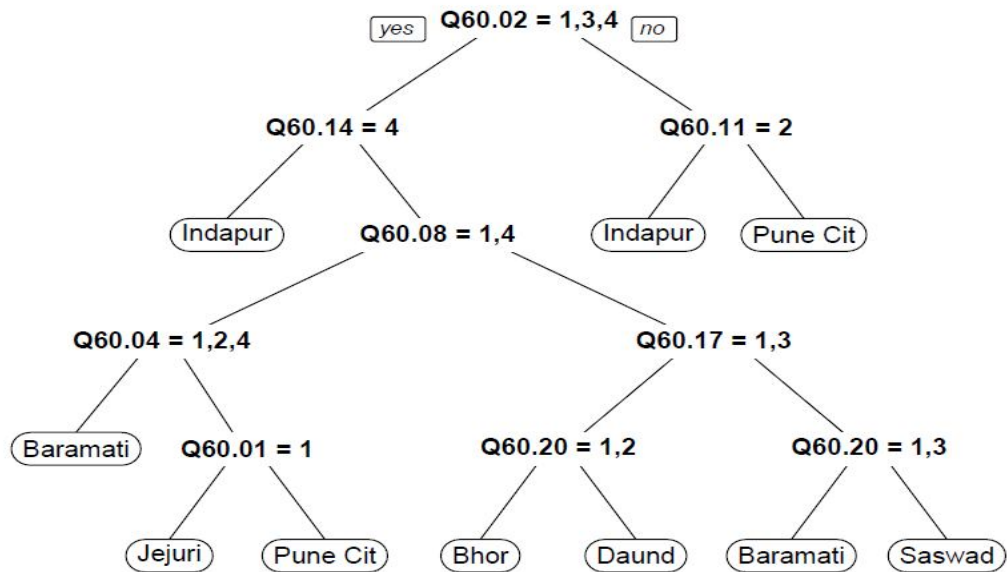 yes Q60.02 = 1,3,4 no
Q60.14 = 4 Q60.11 = 2
Indapur Q60.08 = 1,4 Indapur Pune Cit
Q60.04 = 1,2,4 Q60.17 = 1,3
Baramati Q60.01 = 1 Q60.20 = 1,2 Q60.20 = 1,3
Jejuri Pune Cit Bhor Daund Baramati Saswad